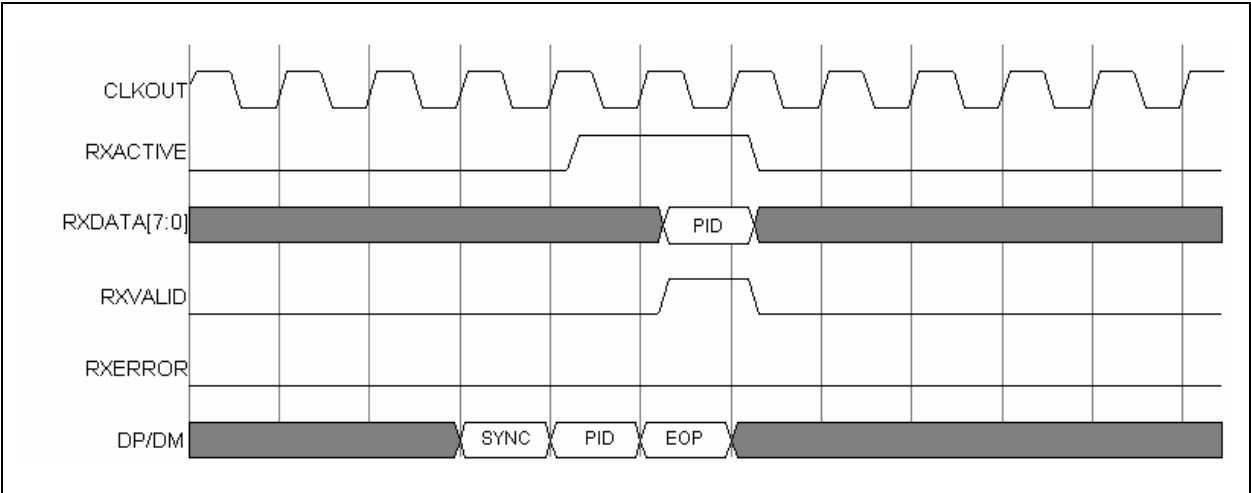 CLKOUT
RXACTIVE
RXDATA[7:0]
PID
RXVALID
RXERROR
DP/DM
SYNC
PID
EOP